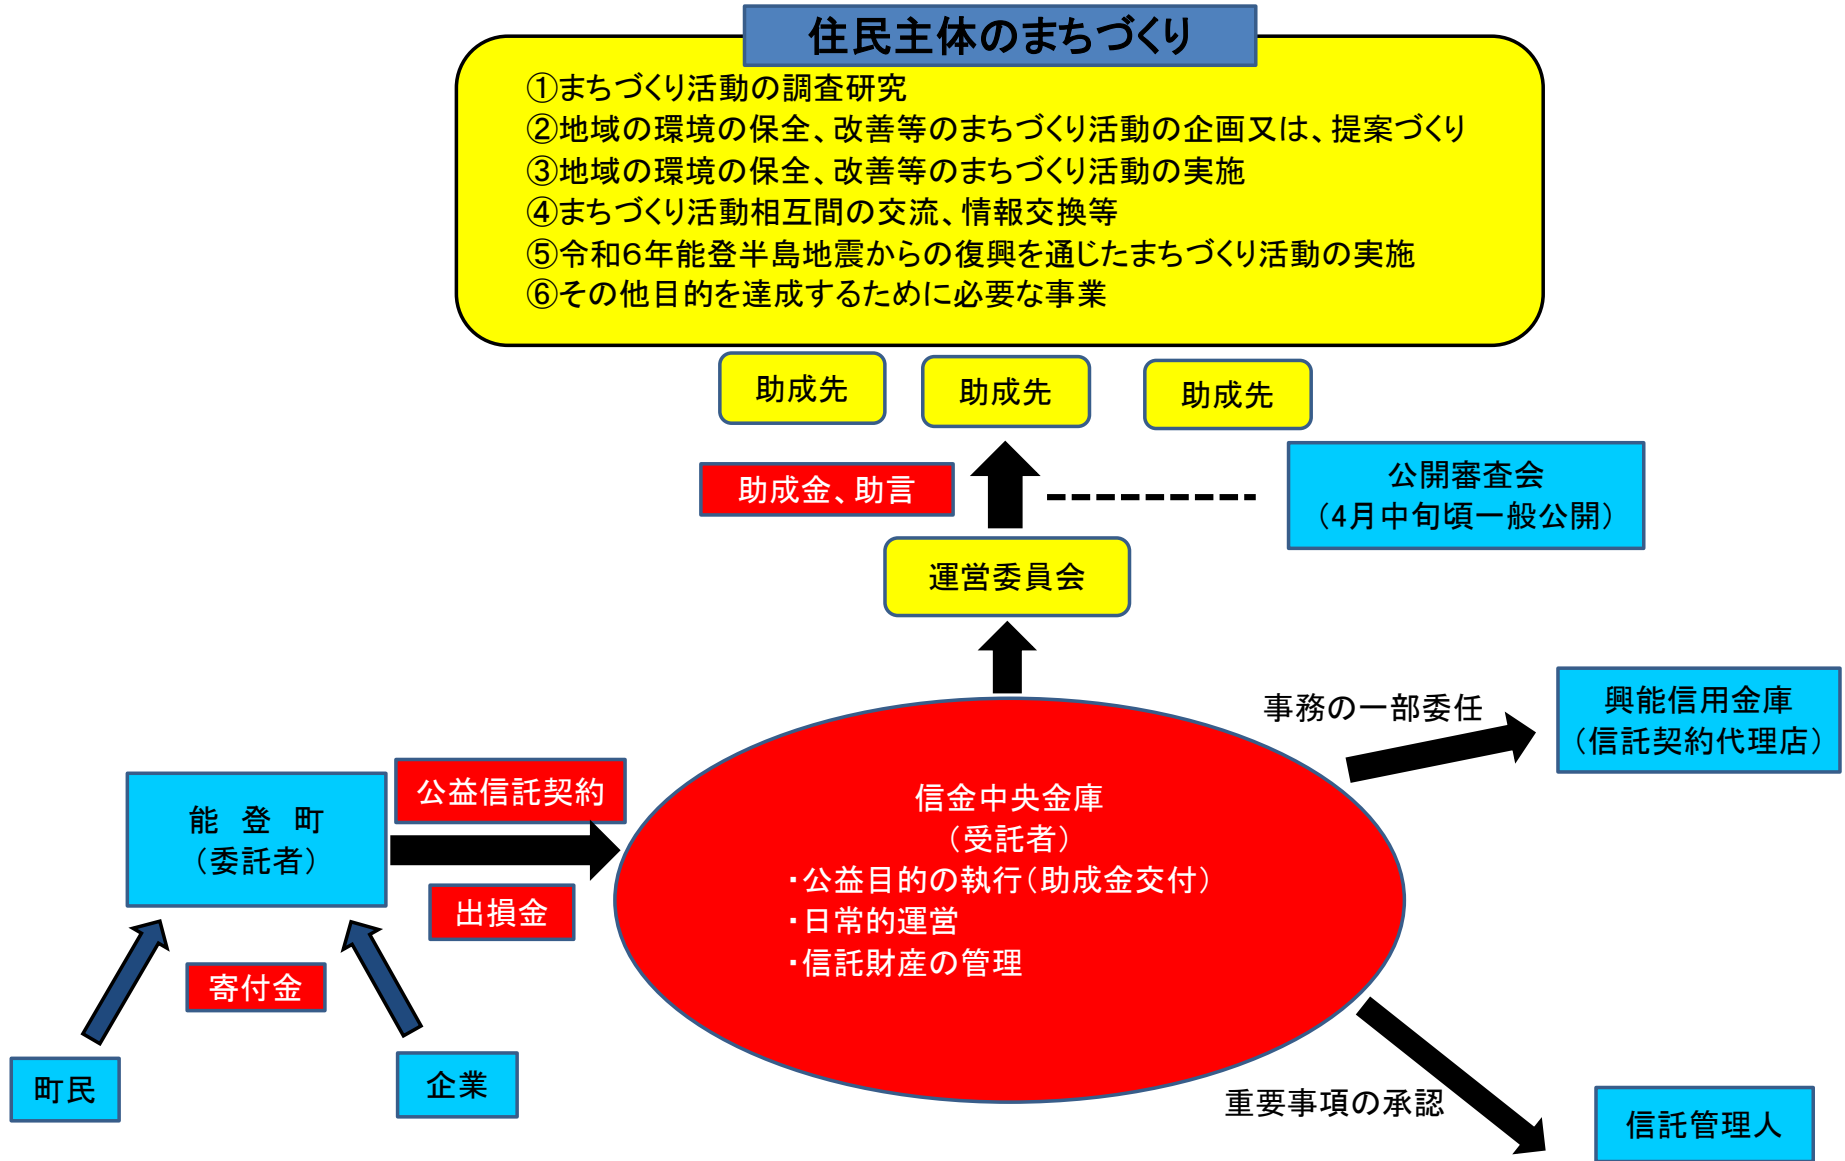 住民主体のまちづくり
①まちづくり活動の調査研究
②地域の環境の保全、改善等のまちづくり活動の企画又は、提案づくり
③地域の環境の保全、改善等のまちづくり活動の実施
④まちづくり活動相互間の交流、情報交換等
⑤令和6年能登半島地震からの復興を通じたまちづくり活動の実施
⑥その他目的を達成するために必要な事業
助成先
助成先
助成先
助成金、助言
公開審査会
（4月中旬頃一般公開）
運営委員会
事務の一部委任
興能信用金庫
（信託契約代理店）
公益信託契約
能 登 町
（委託者）
出損金
信金中央金庫
（受託者）
・公益目的の執行（助成金交付）
・日常的運営
・信託財産の管理
寄付金
町民
企業
重要事項の承認
信託管理人